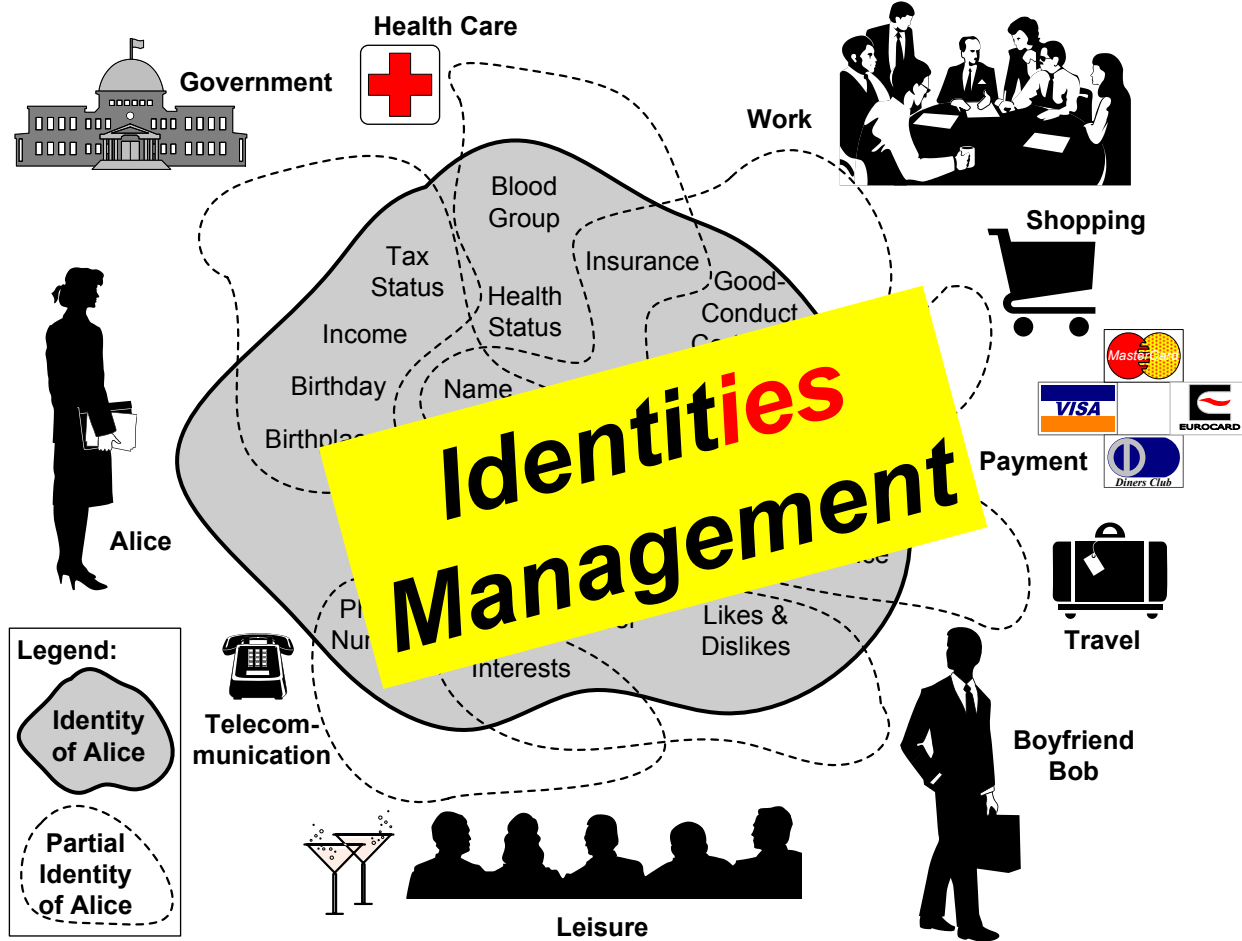 Health Care
Government
Work
Shopping
Blood
Group
Insurance
Tax
Status
Good-
Conduct
Health
Status
Income
Birthday
Name
MasterCard
VISA
EUROCARD
Payment
Diners Club
Identities
Management
Alice
Likes &
Dislikes
Interests
Travel
Legend:
Identity
of Alice
Telecom-
munication
Boyfriend
Bob
Partial
Identity
of Alice
Leisure